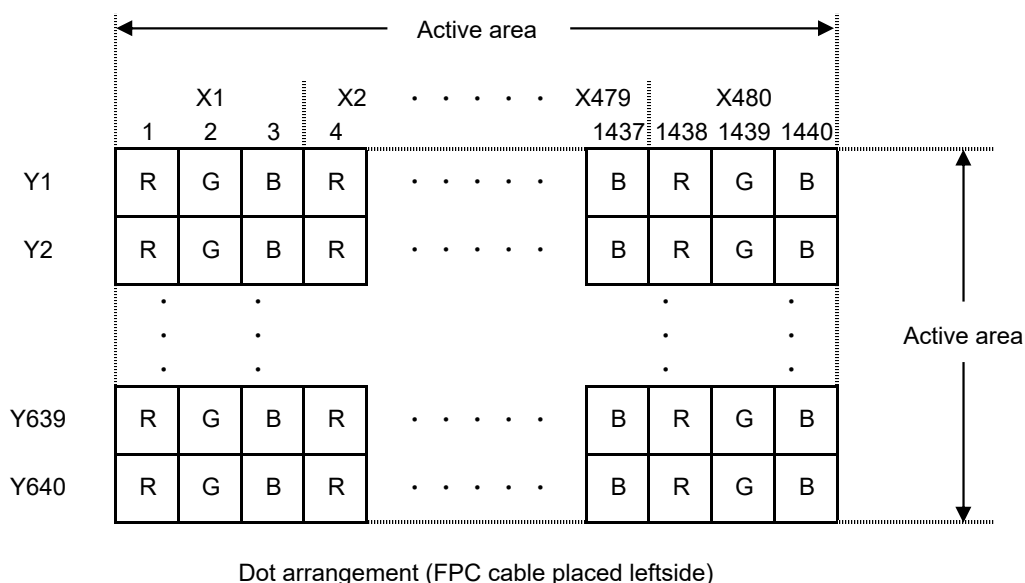 Active area
X1 X2 · · · · · X479 X480
1 2 3 4 1437 1438 1439 1440
Y1 R G B R · · · · · B R G B
Y2 R G B R · · · · · B R G B
· · · ·
· · · ·
Active area
· · · ·
Y639 R G B R · · · · · B R G B
Y640 R G B R · · · · · B R G B
Dot arrangement (FPC cable placed leftside)